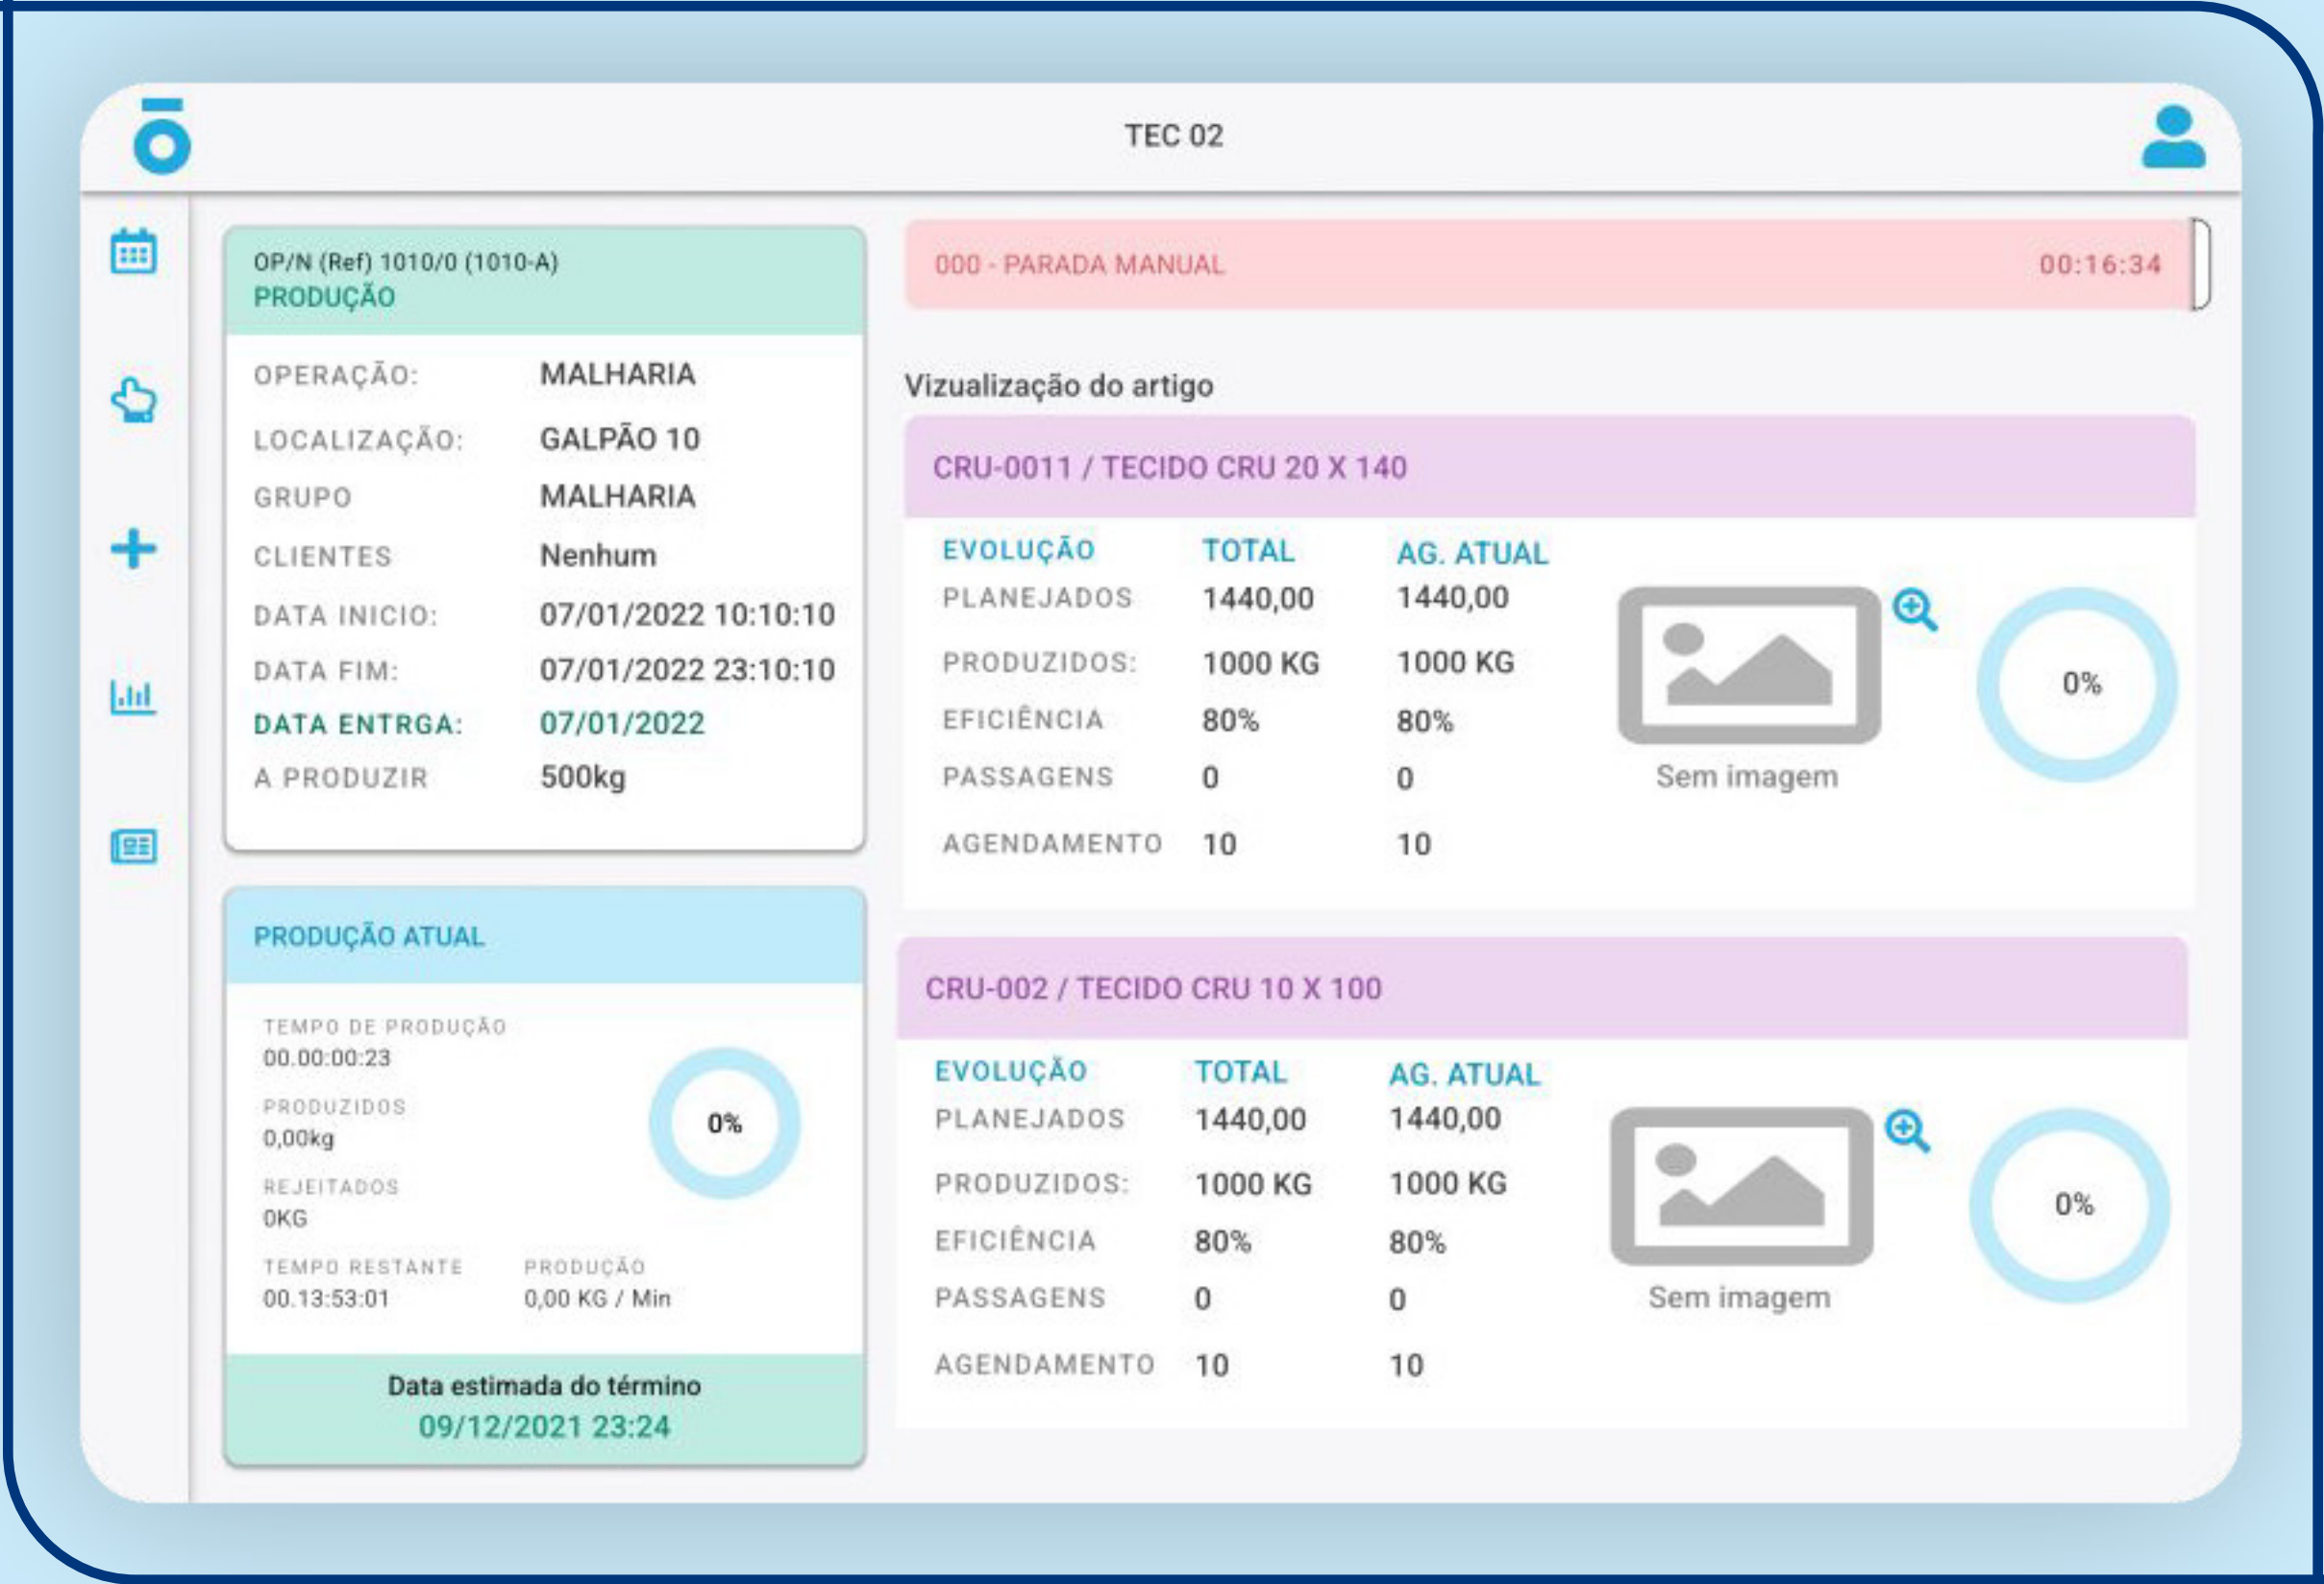 TEC 02
OP/N (Ref) 1010/0 (1010-A)
PRODUÇÃO
OPERAÇÃO: MALHARIA
LOCALIZAÇÃO: GALPÃO 10
GRUPO MALHARIA
CLIENTES Nenhum
DATA INICIO: 07/01/2022 10:10:10
DATA FIM: 07/01/2022 23:10:10
DATA ENTRGA: 07/01/2022
A PRODUZIR 500kg
PRODUÇÃO ATUAL
TEMPO DE PRODUÇÃO
00.00:00:23
PRODUZIDOS
0,00kg
0%
REJEITADOS
0KG
TEMPO RESTANTE PRODUÇÃO
00.13:53:01 0,00 KG / Min
Data estimada do término
09/12/2021 23:24
000 - PARADA MANUAL 00:16:34
Vizualização do artigo
CRU-0011 / TECIDO CRU 20 X 140
EVOLUÇÃO TOTAL AG. ATUAL
PLANEJADOS 1440,00 1440,00
PRODUZIDOS: 1000 KG 1000 KG
EFICIÊNCIA 80% 80%
PASSAGENS 0 0
AGENDAMENTO 10 10
Sem imagem
0%
CRU-002 / TECIDO CRU 10 X 100
EVOLUÇÃO TOTAL AG. ATUAL
PLANEJADOS 1440,00 1440,00
PRODUZIDOS: 1000 KG 1000 KG
EFICIÊNCIA 80% 80%
PASSAGENS 0 0
AGENDAMENTO 10 10
Sem imagem
0%